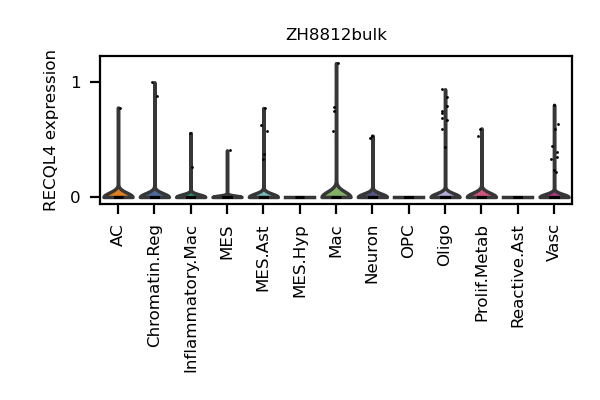 ZH8812bulk
RECQL4 expression
1
0
AC
Chromatin.Reg
Inflammatory.Mac
MES
MES.Ast
MES.Hyp
Mac
Neuron
OPC
Oligo
Prolif.Metab
Reactive.Ast
Vasc